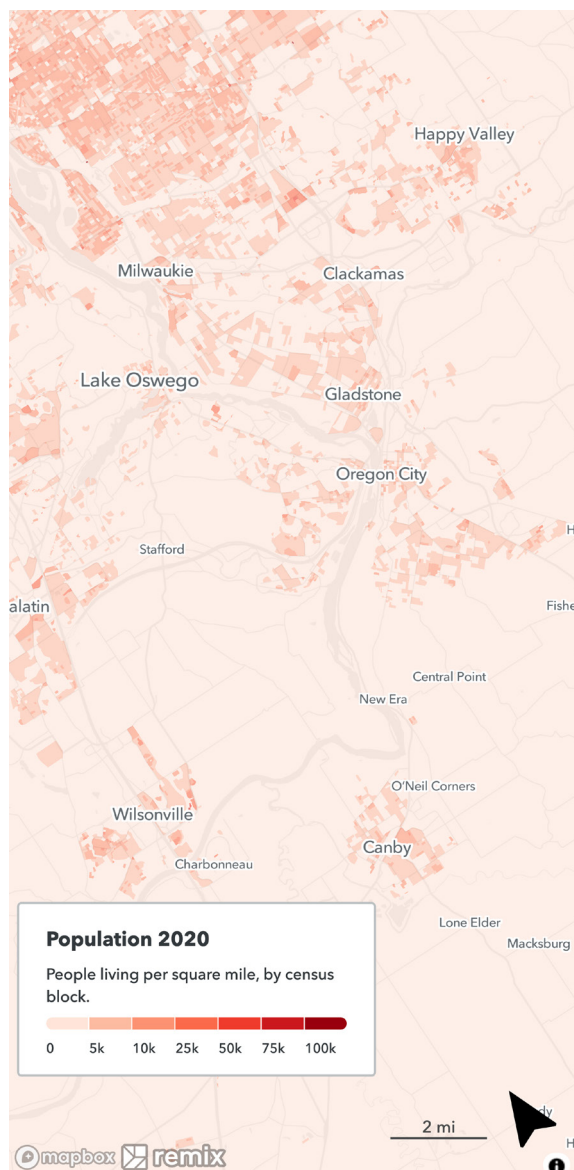 Happy Valley
Milwaukie
Clackamas
Lake Oswego
Gladstone
Oregon City
Stafford
H
alatin
Fishe
Central Point
New Era
O'Neil Corners
Wilsonville
Canby
Charbonneau
Lone Elder
Macksburg
Population 2020
People living per square mile, by census
block.
0 5k 10k 25k 50k 75k 100k
dy
2 mi
H
mapbox remix
i